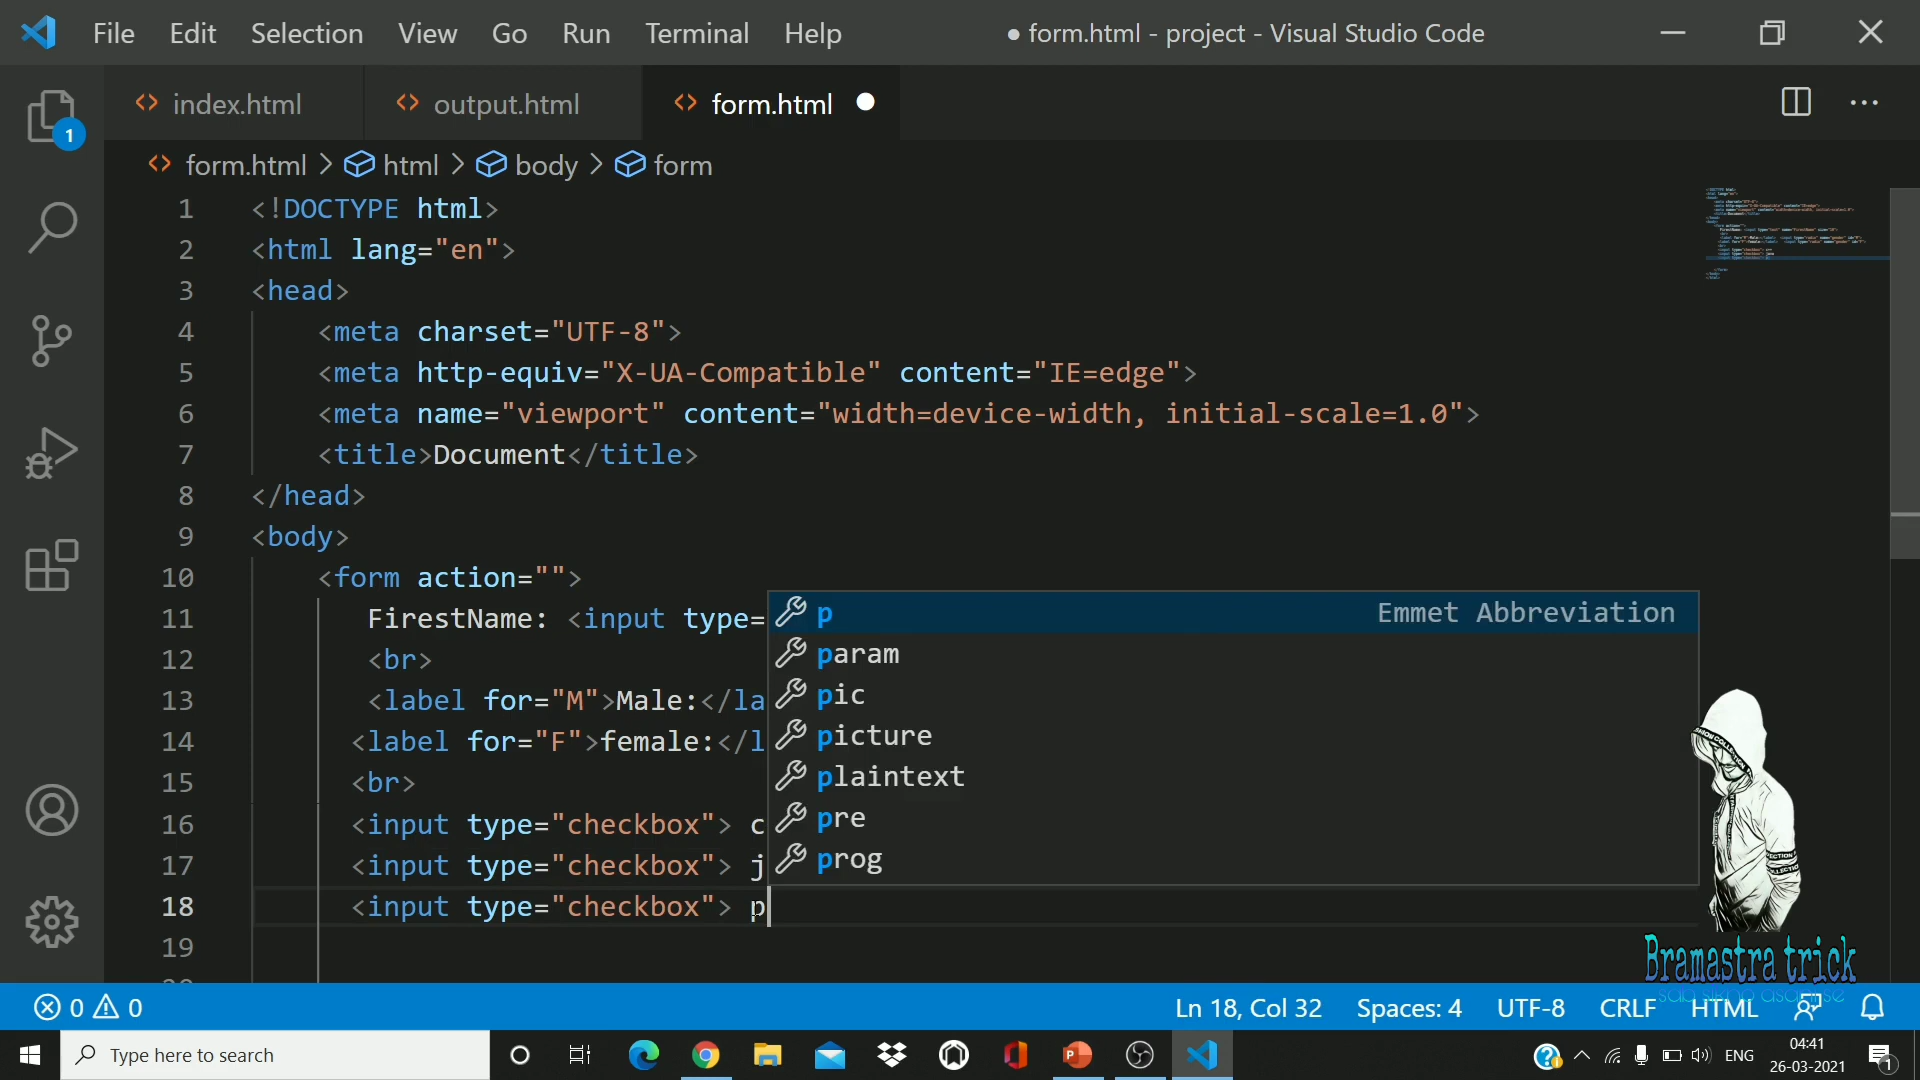 File Edit Selection View Go Run Terminal Help ● form.html - project - Visual Studio Code
index.html output.html form.html
1
form.html > html > body > form
1 <!DOCTYPE html>
2 <html lang="en">
3 <head>
4 <meta charset="UTF-8">
5 <meta http-equiv="X-UA-Compatible" content="IE=edge">
6 <meta name="viewport" content="width=device-width, initial-scale=1.0">
7 <title>Document</title>
8 </head>
9 <body>
10 <form action="">
11 FirestName: <input type=
12 <br>
13 <label for="M">Male:</la
14 <label for="F">female:</l
15 <br>
16 <input type="checkbox"> c
17 <input type="checkbox"> j
18 <input type="checkbox"> p
19
p Emmet Abbreviation
param
pic
picture
plaintext
pre
prog
Bramastra trick
0 0 Ln 18, Col 32 Spaces: 4 UTF-8 CRLF HTML
Type here to search
ENG
04:41
26-03-2021
1